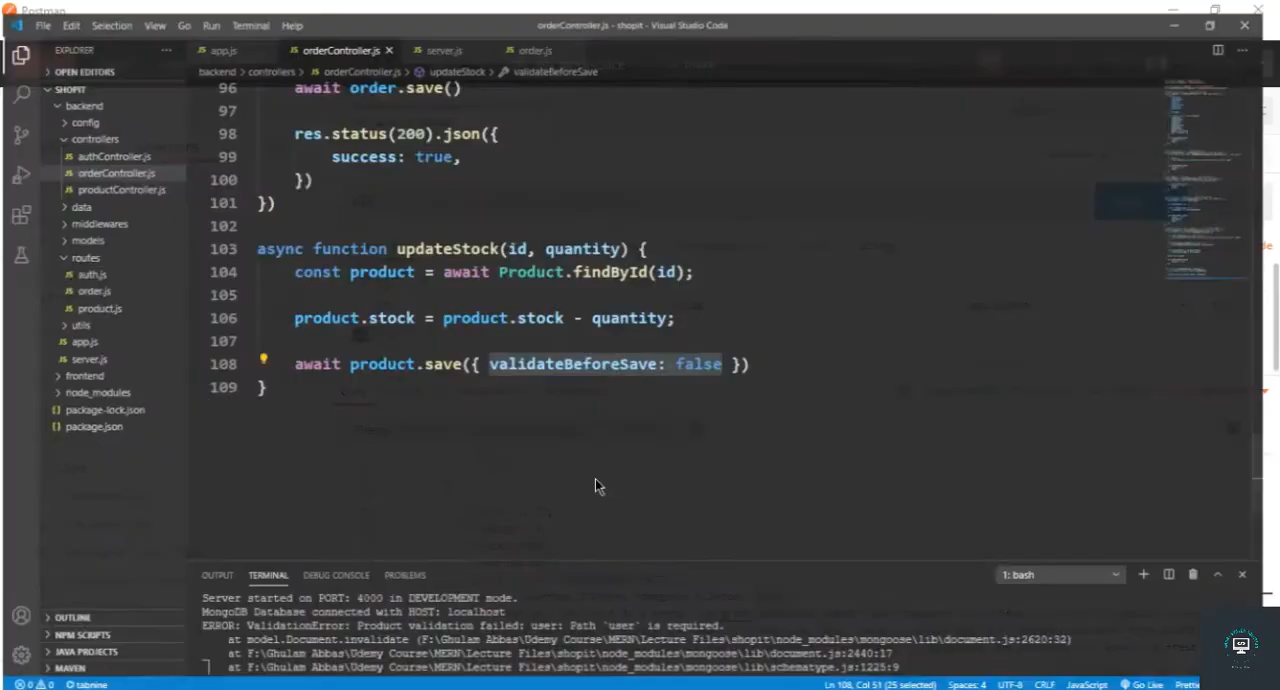 Postman
File Edit Selection View Go Run Terminal Help
orderController.js - shopit - Visual Studio Code
EXPLORER
app.js
orderController.js
server.js
order.js
OPEN EDITORS
backend > controllers > orderController.js > updateStock > validateBeforeSave
SHOPIT
backend
config
controllers
authController.js
orderController.js
productController.js
data
middlewares
models
routes
auth.js
order.js
product.js
utils
app.js
server.js
frontend
node_modules
package-lock.json
package.json
96 await order.save()
97
98 res.status(200).json({
99 success: true,
100 })
101 })
102
103 async function updateStock(id, quantity) {
104 const product = await Product.findById(id);
105
106 product.stock = product.stock - quantity;
107
108 await product.save({ validateBeforeSave: false })
109 }
OUTPUT TERMINAL DEBUG CONSOLE PROBLEMS
1: bash
Server started on PORT: 4000 in DEVELOPMENT mode.
MongoDB Database connected with HOST: localhost
ERROR: ValidationError: Product validation failed: user: Path `user` is required.
at model.Document.invalidate (F:\Ghulam Abbas\Udemy Course\MERN\Lecture Files\shopit\node_modules\mongoose\lib\document.js:2620:32)
at F:\Ghulam Abbas\Udemy Course\MERN\Lecture Files\shopit\node_modules\mongoose\lib\document.js:2440:17
at F:\Ghulam Abbas\Udemy Course\MERN\Lecture Files\shopit\node_modules\mongoose\lib\schematype.js:1225:9
OUTLINE
NPM SCRIPTS
JAVA PROJECTS
MAVEN
0 0 tabnine
Ln 108, Col 51 (25 selected) Spaces: 4 UTF-8 CRLF JavaScript Go Live Prettie